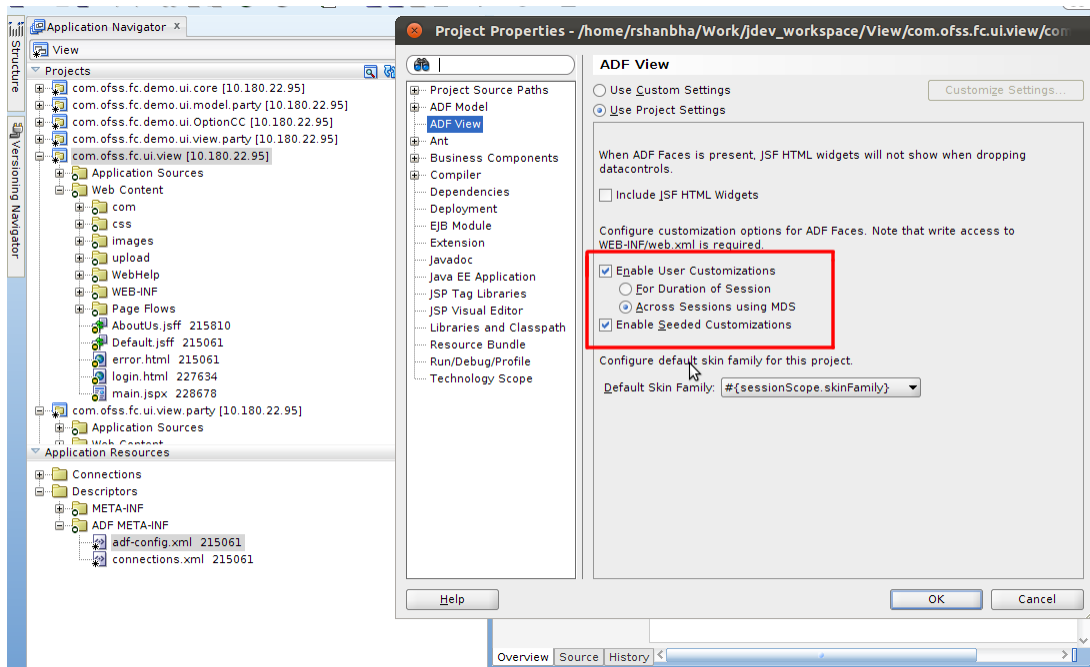 Application Navigator x
View
Projects
com.ofss.fc.demo.ui.core [10.180.22.95]
com.ofss.fc.demo.ui.model.party [10.180.22.95]
com.ofss.fc.demo.ui.OptionCC [10.180.22.95]
com.ofss.fc.demo.ui.view.party [10.180.22.95]
com.ofss.fc.ui.view [10.180.22.95]
Application Sources
Web Content
com
css
images
upload
WebHelp
WEB-INF
Page Flows
AboutUs.jsff 215810
Default.jsff 215061
error.html 215061
login.html 227634
main.jspx 228678
com.ofss.fc.ui.view.party [10.180.22.95]
Application Sources
Web Content
Application Resources
Connections
Descriptors
META-INF
ADF META-INF
adf-config.xml 215061
connections.xml 215061
Structure
Versioning Navigator
Project Properties - /home/rshanbha/Work/jdev_workspace/View/com.ofss.fc.ui.view/com
Project Source Paths
ADF Model
ADF View
Ant
Business Components
Compiler
Dependencies
Deployment
EJB Module
Extension
Javadoc
Java EE Application
JSP Tag Libraries
JSP Visual Editor
Libraries and Classpath
Resource Bundle
Run/Debug/Profile
Technology Scope
ADF View
Use Custom Settings
Customize Settings...
Use Project Settings
When ADF Faces is present, JSF HTML widgets will not show when dropping
datacontrols.
Include JSF HTML Widgets
Configure customization options for ADF Faces. Note that write access to
WEB-INF/web.xml is required.
Enable User Customizations
For Duration of Session
Across Sessions using MDS
Enable Seeded Customizations
Configure default skin family for this project.
Default Skin Family: #{sessionScope.skinFamily}
Help
OK
Cancel
Overview Source History